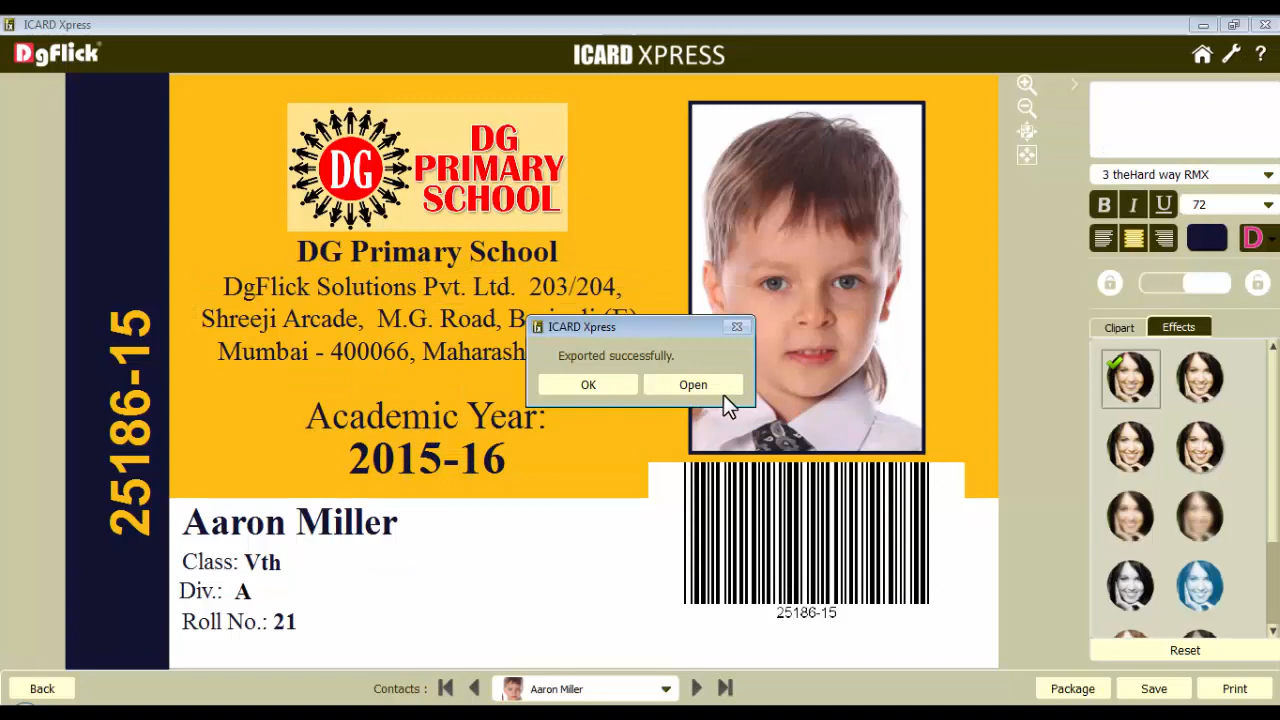 ICARD Xpress
DgFlick
ICARD XPRESS
?
25186-15
DG
DG
PRIMARY
SCHOOL
DG Primary School
DgFlick Solutions Pvt. Ltd. 203/204,
Shreeji Arcade, M.G. Road,
Mumbai - 400066,
Academic Year:
2015-16
Aaron Miller
Class: Vth
Div.: A
Roll No.: 21
25186-15
ICARD Xpress
Exported successfully.
OK
Open
3 theHard way RMX
B I U 72
D
Clipart
Effects
Reset
Back
Contacts :
Aaron Miller
Package
Save
Print